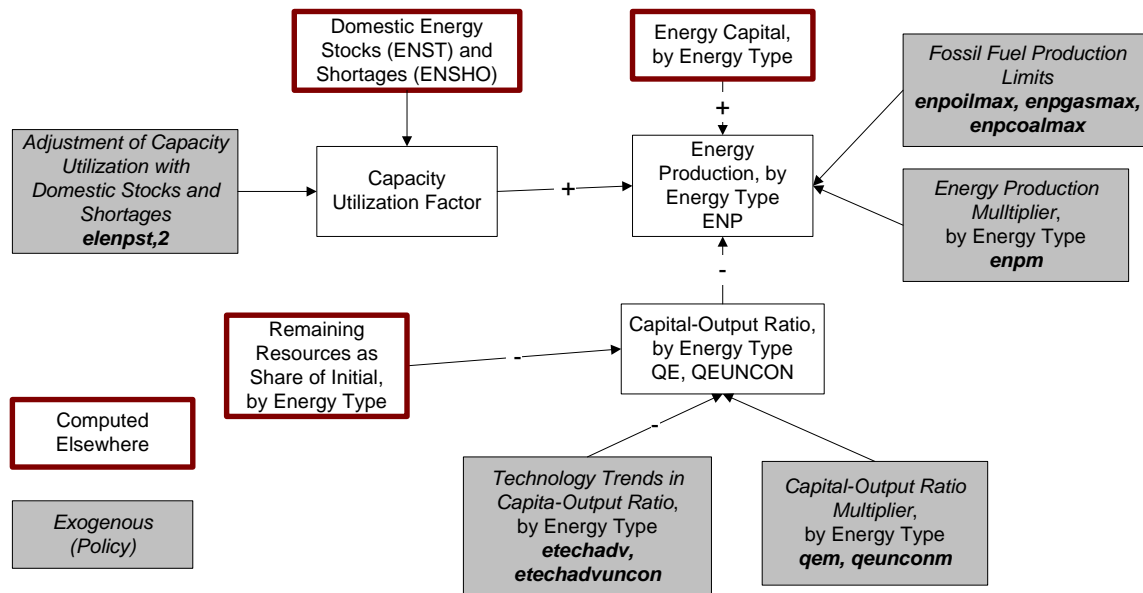 Domestic Energy
Stocks (ENST) and
Shortages (ENSHO)
Energy Capital,
by Energy Type
Fossil Fuel Production
Limits
enpoilmax, enpgasmax,
enpcoalmax
+
Adjustment of Capacity
Utilization with
Domestic Stocks and
Shortages
elenpst,2
Capacity
Utilization Factor
+
Energy
Production, by
Energy Type
ENP
Energy Production
Mulltiplier,
by Energy Type
enpm
-
Remaining
Resources as
Share of Initial,
by Energy Type
-
Capital-Output Ratio,
by Energy Type
QE, QEUNCON
Computed
Elsewhere
-
Exogenous
(Policy)
Technology Trends in
Capita-Output Ratio,
by Energy Type
etechadv,
etechadvuncon
Capital-Output Ratio
Multiplier,
by Energy Type
qem, qeunconm